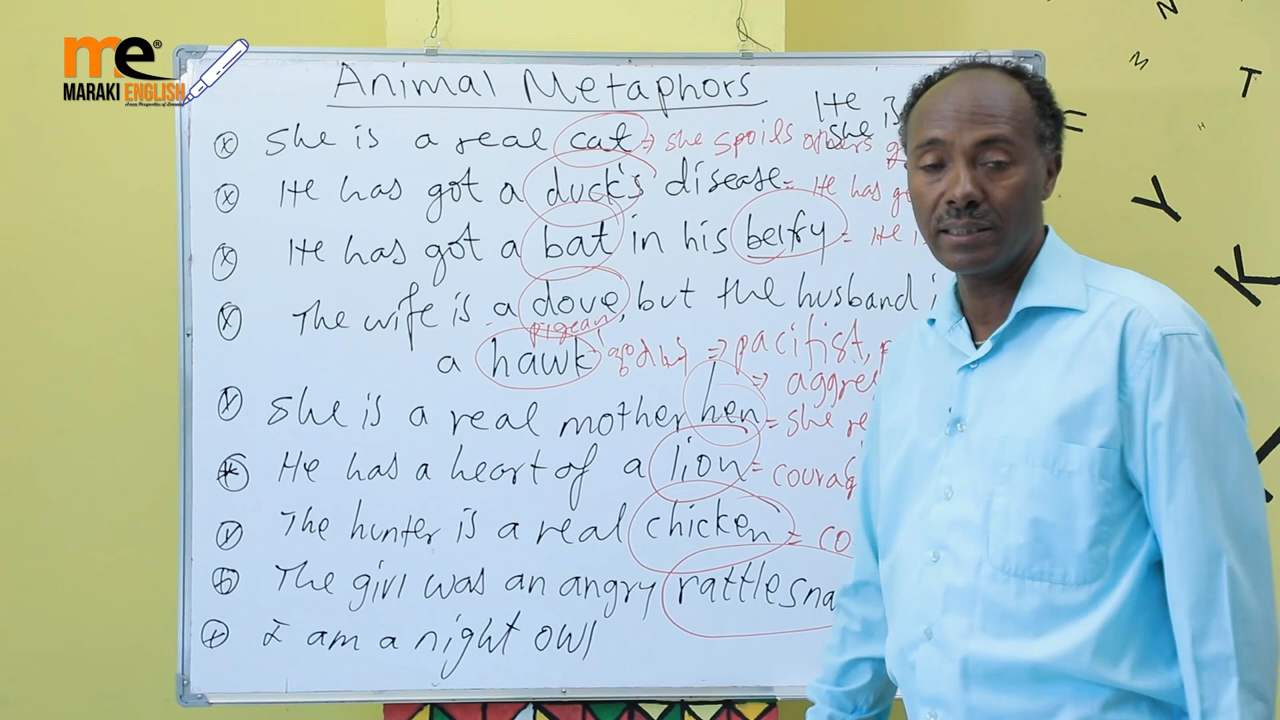 me®
MARAKI ENGLISH
Animal Metaphors
He is
she is
She is a real cat => she spoils others
He has got a duck's disease = He has
He has got a bat in his belfry = He
The wife is a dove, but the husband
pigean
a hawk => pacifist,
=> aggre
She is a real mother hen = she re
He has a heart of a lion = courag
The hunter is a real chicken = co
The girl was an angry rattlesna
I am a night owl
N
M
T
H
Y
K